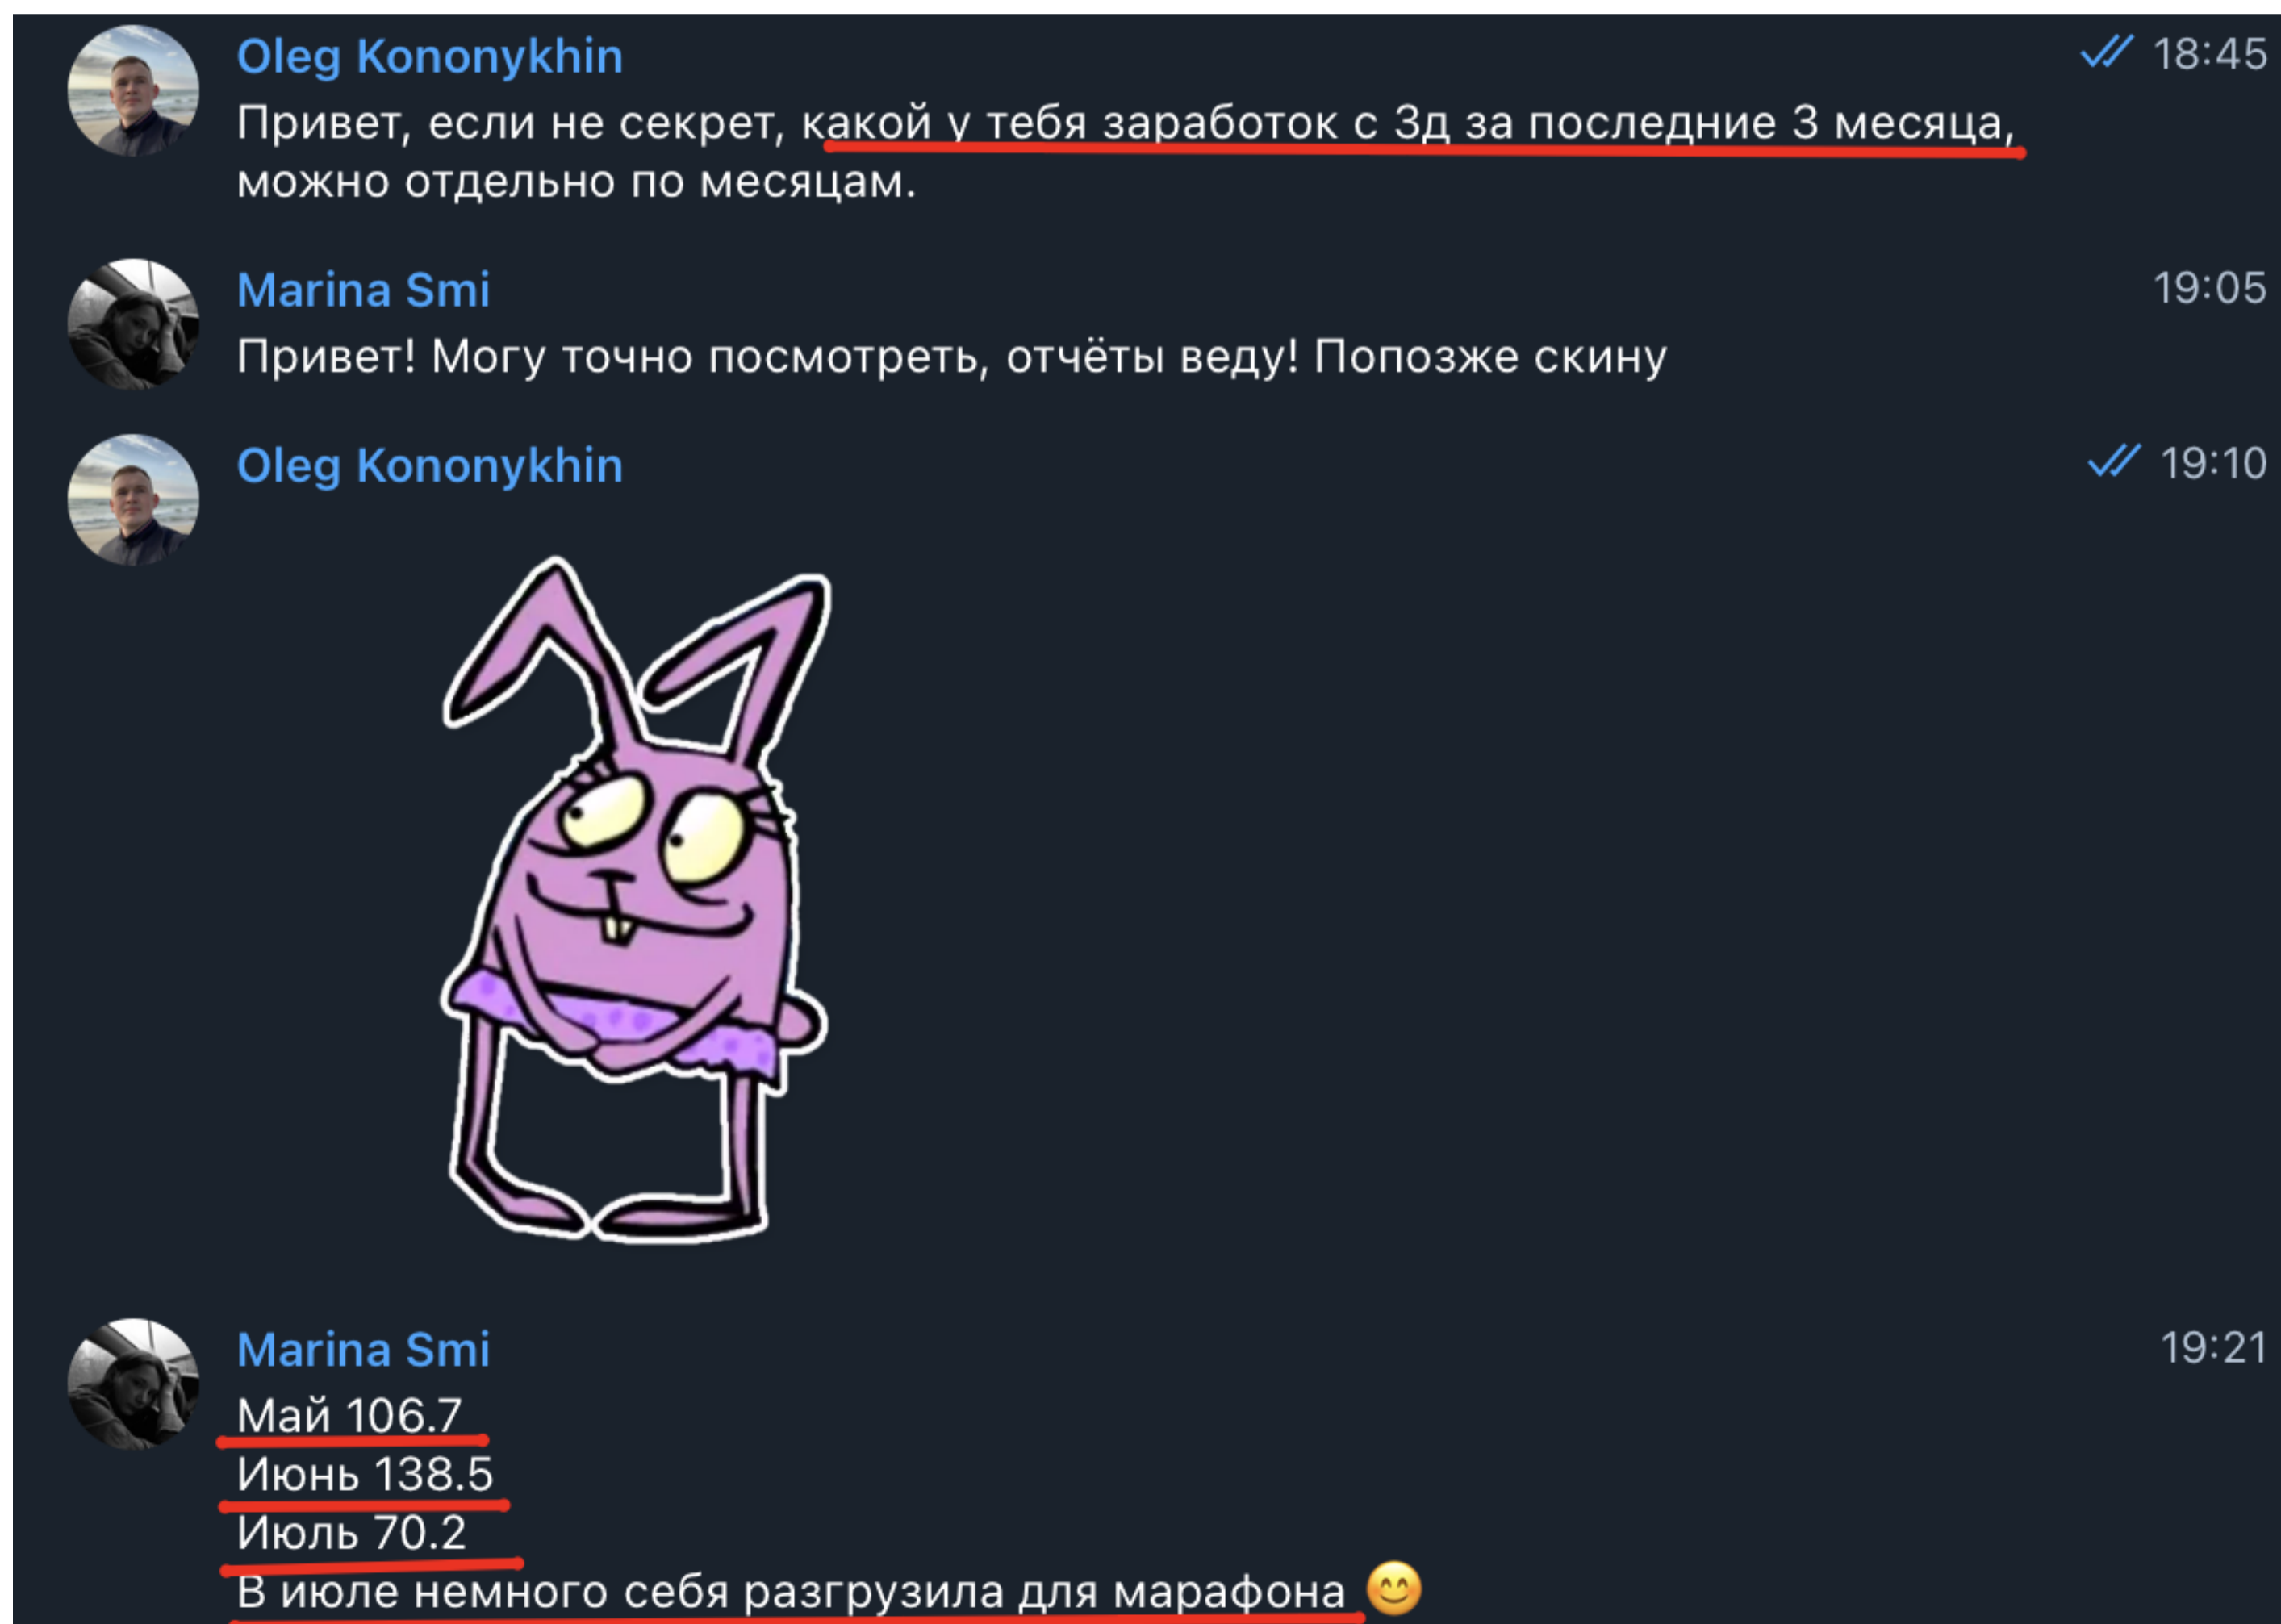 Oleg Kononykhin
18:45
Привет, если не секрет, какой у тебя заработок с 3д за последние 3 месяца,
можно отдельно по месяцам.
Marina Smi
19:05
Привет! Могу точно посмотреть, отчёты веду! Попозже скину
Oleg Kononykhin
19:10
Marina Smi
19:21
Май 106.7
Июнь 138.5
Июль 70.2
В июле немного себя разгрузила для марафона 😊